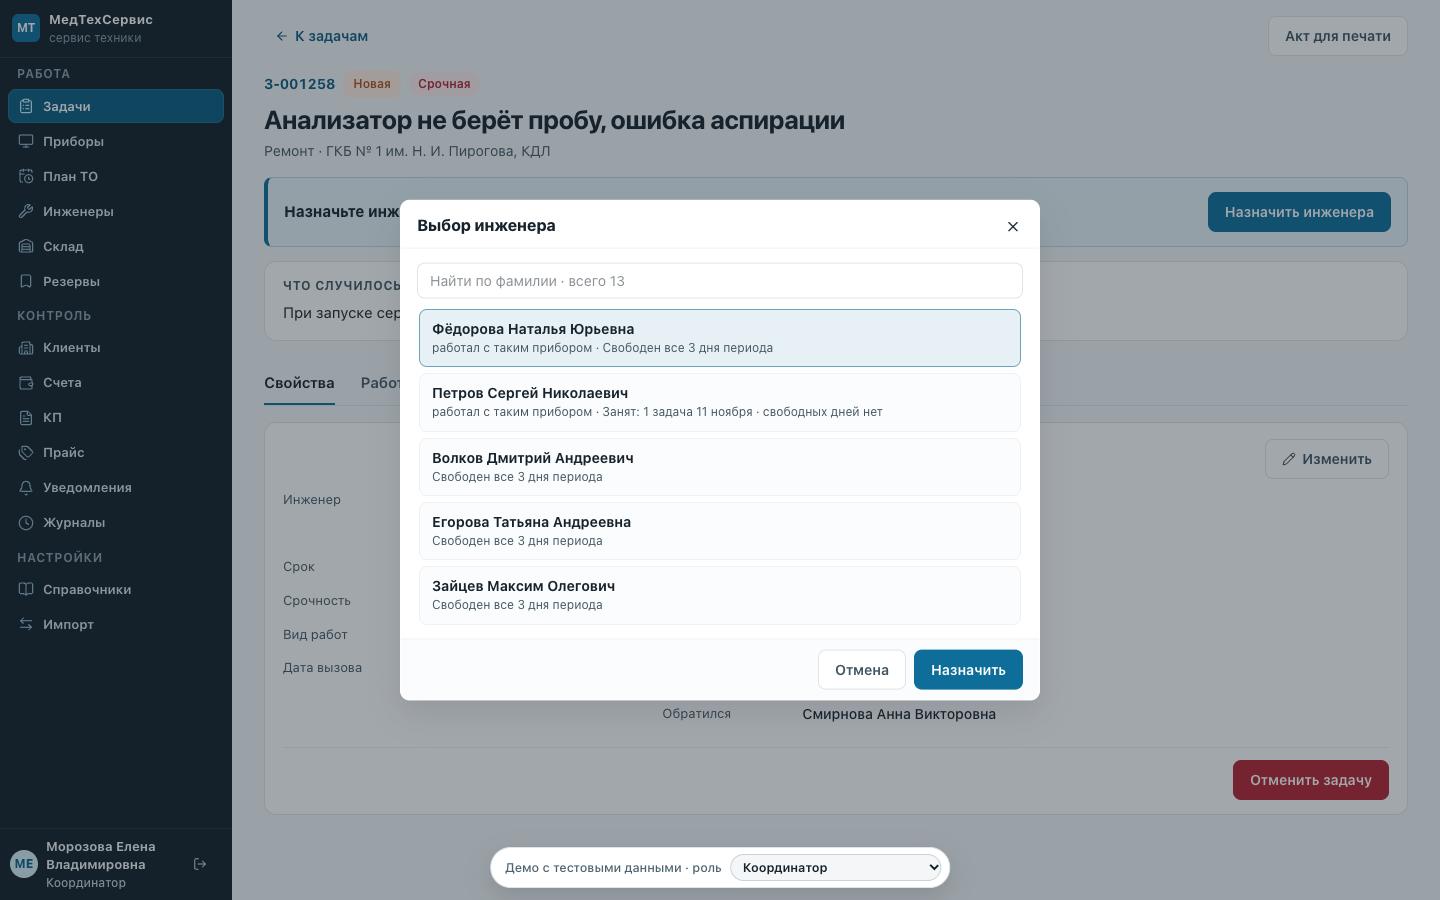 МТ
МедТехСервис
сервис техники
РАБОТА
Задачи
Приборы
План ТО
Инженеры
Склад
Резервы
КОНТРОЛЬ
Клиенты
Счета
КП
Прайс
Уведомления
Журналы
НАСТРОЙКИ
Справочники
Импорт
МЕ
Морозова Елена
Владимировна
Координатор
К задачам
Акт для печати
З-001258 Новая Срочная
Анализатор не берёт пробу, ошибка аспирации
Ремонт · ГКБ № 1 им. Н. И. Пирогова, КДЛ
Назначьте инж
Назначить инженера
ЧТО СЛУЧИЛОСЬ
При запуске сер
Свойства Работ
Изменить
Инженер
Срок
Срочность
Вид работ
Дата вызова
Обратился Смирнова Анна Викторовна
Отменить задачу
Выбор инженера
Найти по фамилии · всего 13
Фёдорова Наталья Юрьевна
работал с таким прибором · Свободен все 3 дня периода
Петров Сергей Николаевич
работал с таким прибором · Занят: 1 задача 11 ноября · свободных дней нет
Волков Дмитрий Андреевич
Свободен все 3 дня периода
Егорова Татьяна Андреевна
Свободен все 3 дня периода
Зайцев Максим Олегович
Свободен все 3 дня периода
Отмена Назначить
Демо с тестовыми данными · роль Координатор